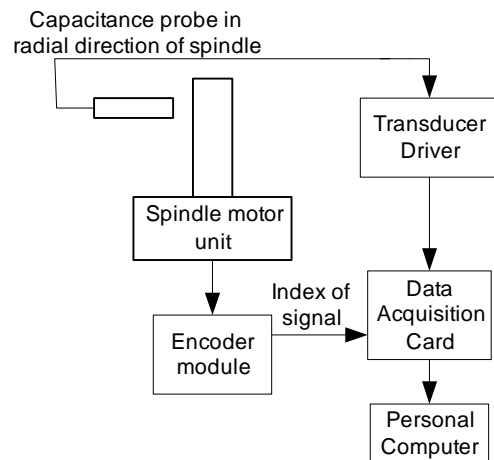 Capacitance probe in
radial direction of spindle
Transducer
Driver
Spindle motor
unit
Index of
signal
Data
Acquisition
Card
Encoder
module
Personal
Computer